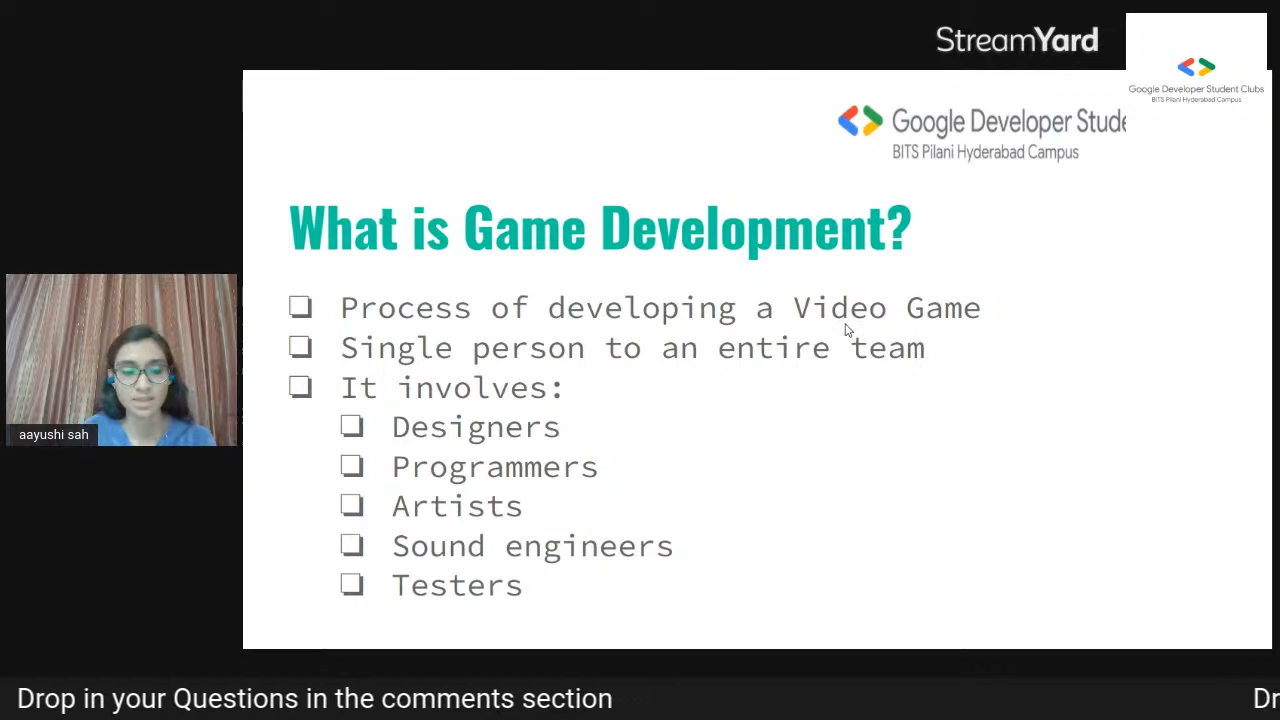 StreamYard
Google Developer Student Clubs
BITS Pilani Hyderabad Campus
Google Developer Stude
BITS Pilani Hyderabad Campus
What is Game Development?
Process of developing a Video Game
Single person to an entire team
It involves:
Designers
Programmers
Artists
Sound engineers
Testers
aayushi sah
Drop in your Questions in the comments section
Dr